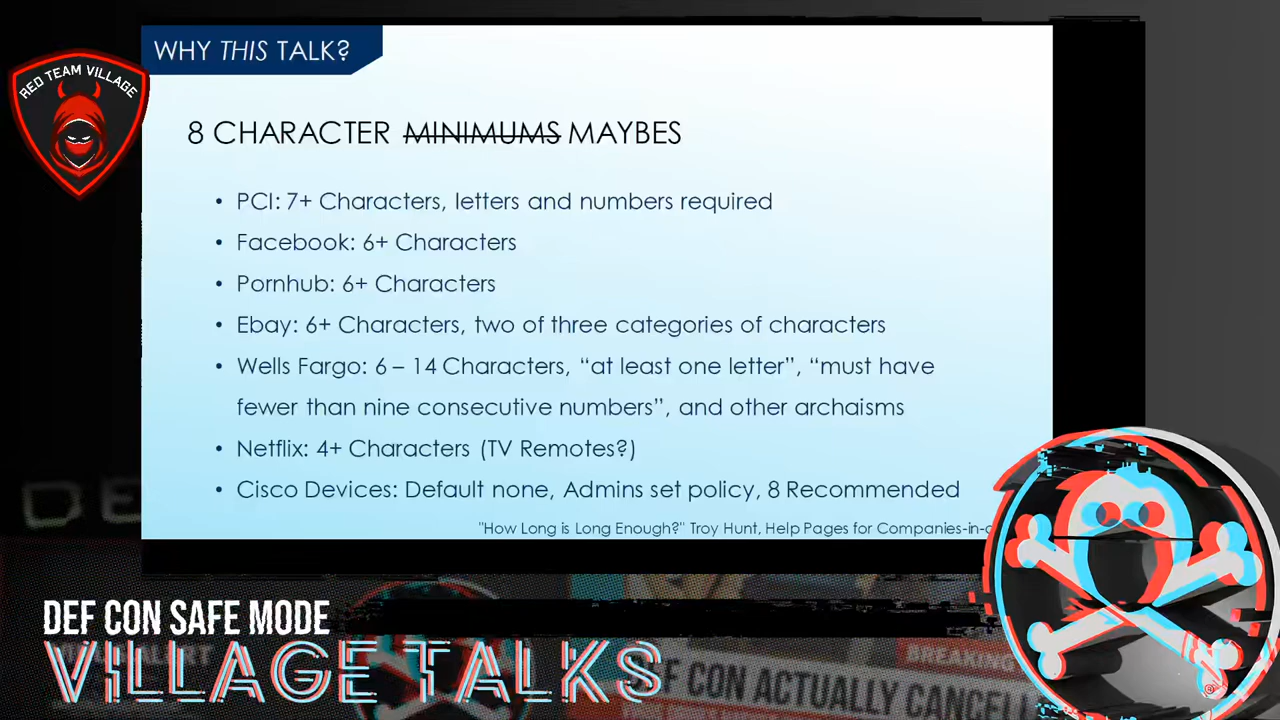 WHY THIS TALK?
RED TEAM VILLAGE
8 CHARACTER MINIMUMS MAYBES
• PCI: 7+ Characters, letters and numbers required
• Facebook: 6+ Characters
• Pornhub: 6+ Characters
• Ebay: 6+ Characters, two of three categories of characters
• Wells Fargo: 6 – 14 Characters, “at least one letter”, “must have
fewer than nine consecutive numbers”, and other archaisms
• Netflix: 4+ Characters (TV Remotes?)
• Cisco Devices: Default none, Admins set policy, 8 Recommended
"How Long is Long Enough?" Troy Hunt, Help Pages for
DEF CON SAFE MODE
VILLAGE TALKS
BREAKING
CON ACTUALLY